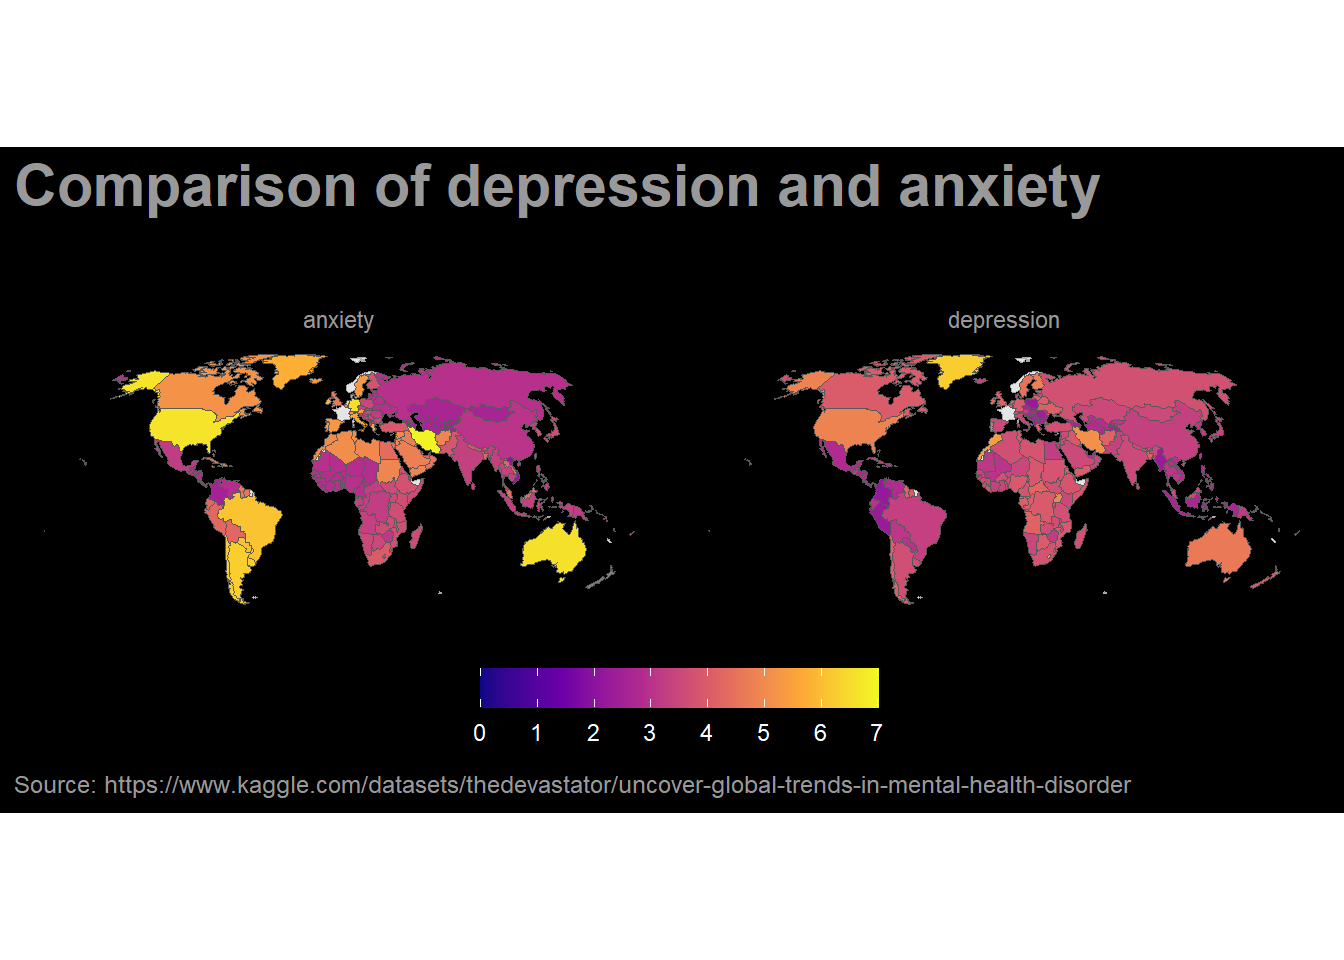 Comparison of depression and anxiety
anxiety
depression
0 1 2 3 4 5 6 7
Source: https://www.kaggle.com/datasets/thedevastator/uncover-global-trends-in-mental-health-disorder